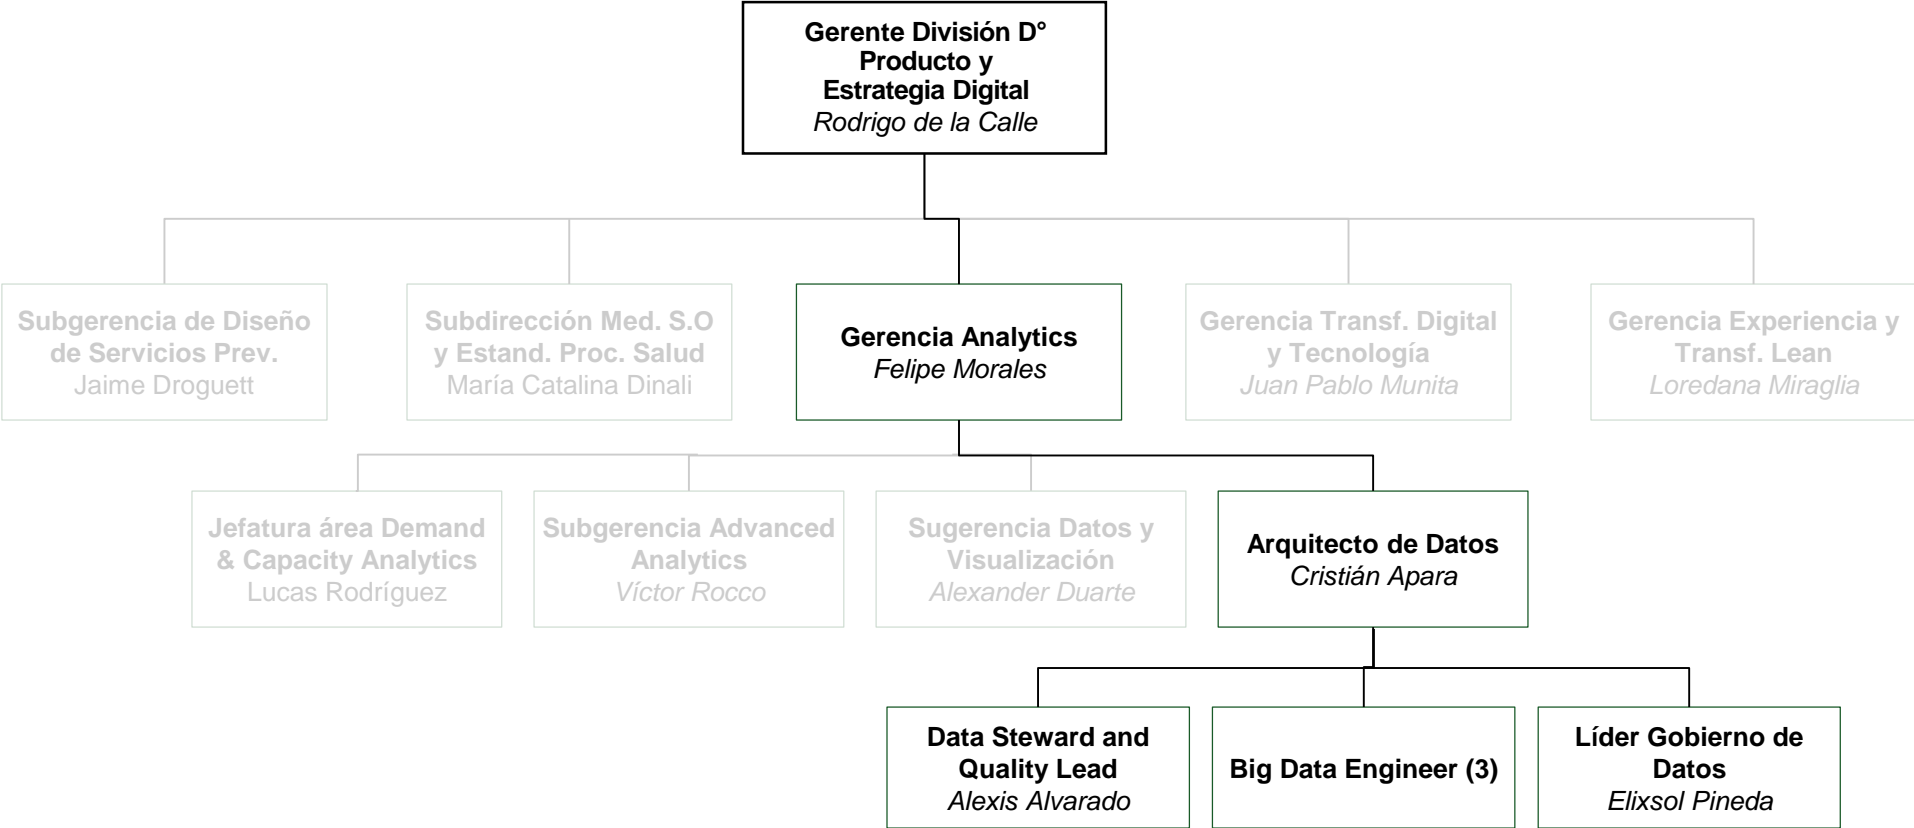 Gerente División D°
Producto y
Estrategia Digital
Rodrigo de la Calle
Subgerencia de Diseño
de Servicios Prev.
Jaime Droguett
Subdirección Med. S.O
y Estand. Proc. Salud
María Catalina Dinali
Gerencia Analytics
Felipe Morales
Gerencia Transf. Digital
y Tecnología
Juan Pablo Munita
Gerencia Experiencia y
Transf. Lean
Loredana Miraglia
Jefatura área Demand
& Capacity Analytics
Lucas Rodríguez
Subgerencia Advanced
Analytics
Víctor Rocco
Sugerencia Datos y
Visualización
Alexander Duarte
Arquitecto de Datos
Cristián Apara
Data Steward and
Quality Lead
Alexis Alvarado
Big Data Engineer (3)
Líder Gobierno de
Datos
Elixsol Pineda